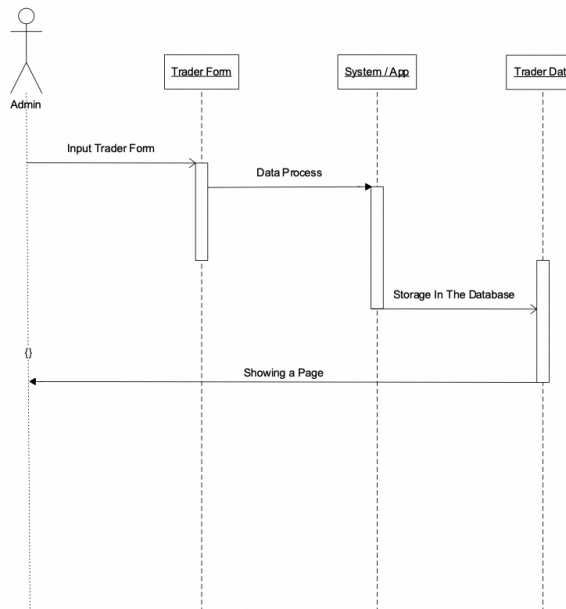 Trader Form
System / App
Trader Dat
Admin
Input Trader Form
Data Process
Storage In The Database
{}
Showing a Page